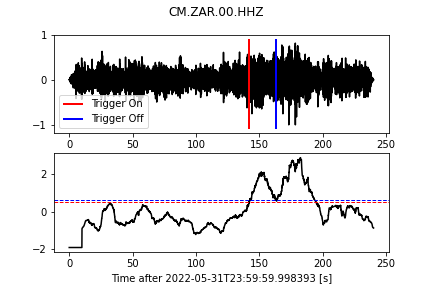 CM.ZAR.00.HHZ
1
0
−1
Trigger On
Trigger Off
0 50 100 150 200 250
2
0
−2
0 50 100 150 200 250
Time after 2022-05-31T23:59:59.998393 [s]